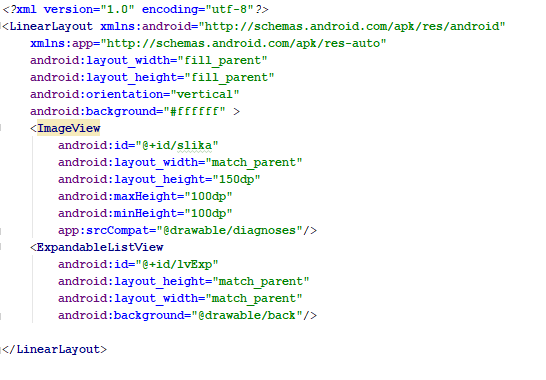 <?xml version="1.0" encoding="utf-8"?>
<LinearLayout xmlns:android="http://schemas.android.com/apk/res/android"
    xmlns:app="http://schemas.android.com/apk/res-auto"
    android:layout_width="fill_parent"
    android:layout_height="fill_parent"
    android:orientation="vertical"
    android:background="#ffffff" >
    <ImageView
        android:id="@+id/slika"
        android:layout_width="match_parent"
        android:layout_height="150dp"
        android:maxHeight="100dp"
        android:minHeight="100dp"
        app:srcCompat="@drawable/diagnoses"/>
    <ExpandableListView
        android:id="@+id/lvExp"
        android:layout_height="match_parent"
        android:layout_width="match_parent"
        android:background="@drawable/back"/>

</LinearLayout>